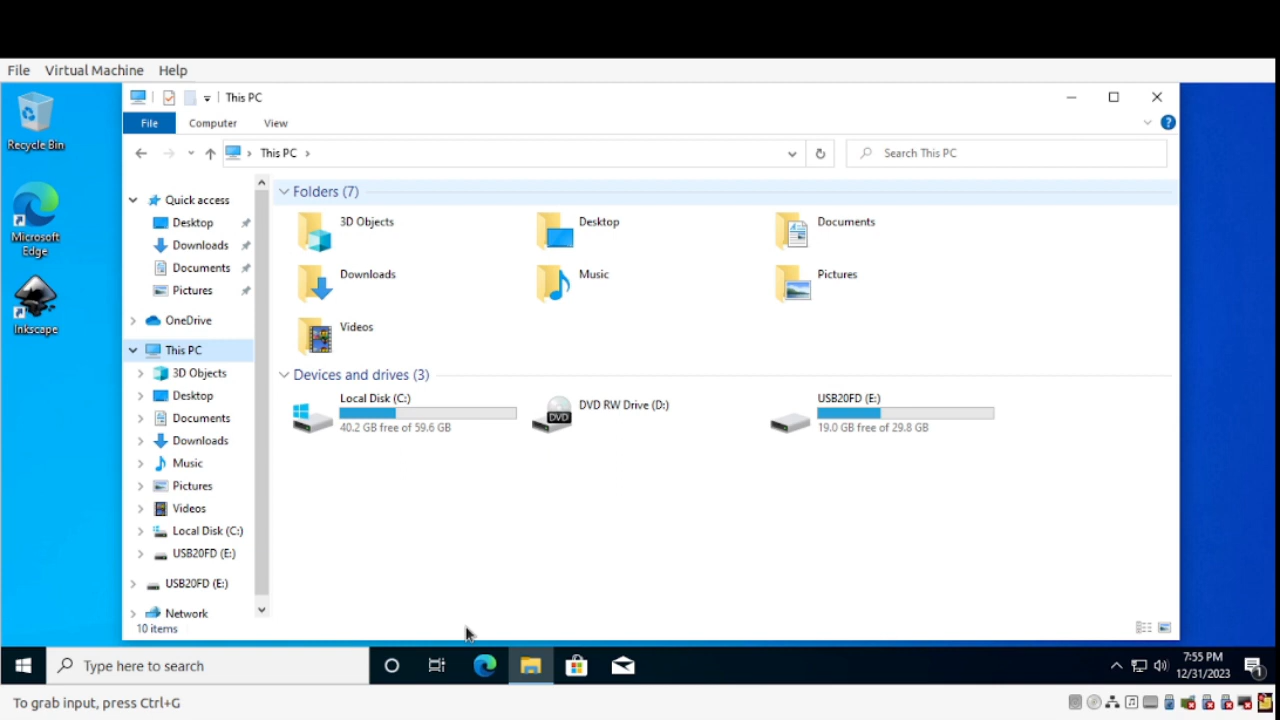 File Virtual Machine Help
This PC
File Computer View
This PC
Search This PC
Recycle Bin
Microsoft Edge
Inkscape
Quick access
Desktop
Downloads
Documents
Pictures
OneDrive
This PC
3D Objects
Desktop
Documents
Downloads
Music
Pictures
Videos
Local Disk (C:)
USB20FD (E:)
USB20FD (E:)
Network
10 items
Folders (7)
3D Objects
Desktop
Documents
Downloads
Music
Pictures
Videos
Devices and drives (3)
Local Disk (C:)
40.2 GB free of 59.6 GB
DVD RW Drive (D:)
DVD
USB20FD (E:)
19.0 GB free of 29.8 GB
Type here to search
7:55 PM
12/31/2023
1
To grab input, press Ctrl+G